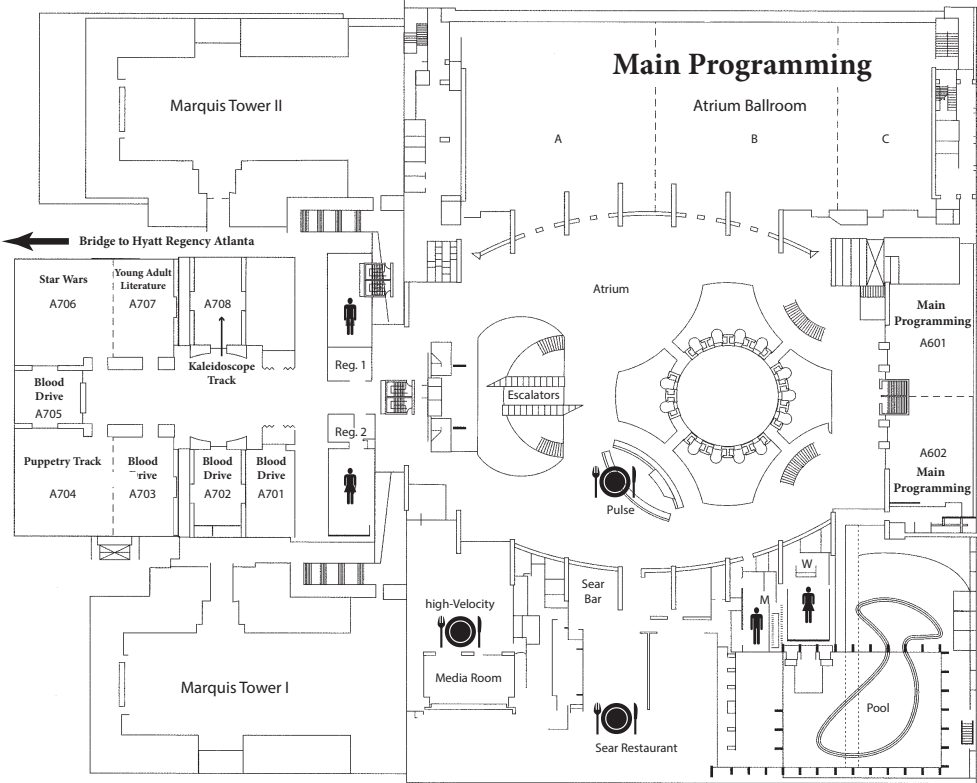 Main Programming
Marquis Tower II
Atrium Ballroom
A
B
C
Bridge to Hyatt Regency Atlanta
Star Wars
A706
Young Adult
Literature
A707
A708
Kaleidoscope
Track
Atrium
Main
Programming
A601
Reg. 1
Blood
Drive
A705
Escalators
Reg. 2
Puppetry Track
A704
Blood
Drive
A703
Blood
Drive
A702
Blood
Drive
A701
A602
Main
Programming
Pulse
W
M
Sear
Bar
high-Velocity
Media Room
Marquis Tower I
Pool
Sear Restaurant